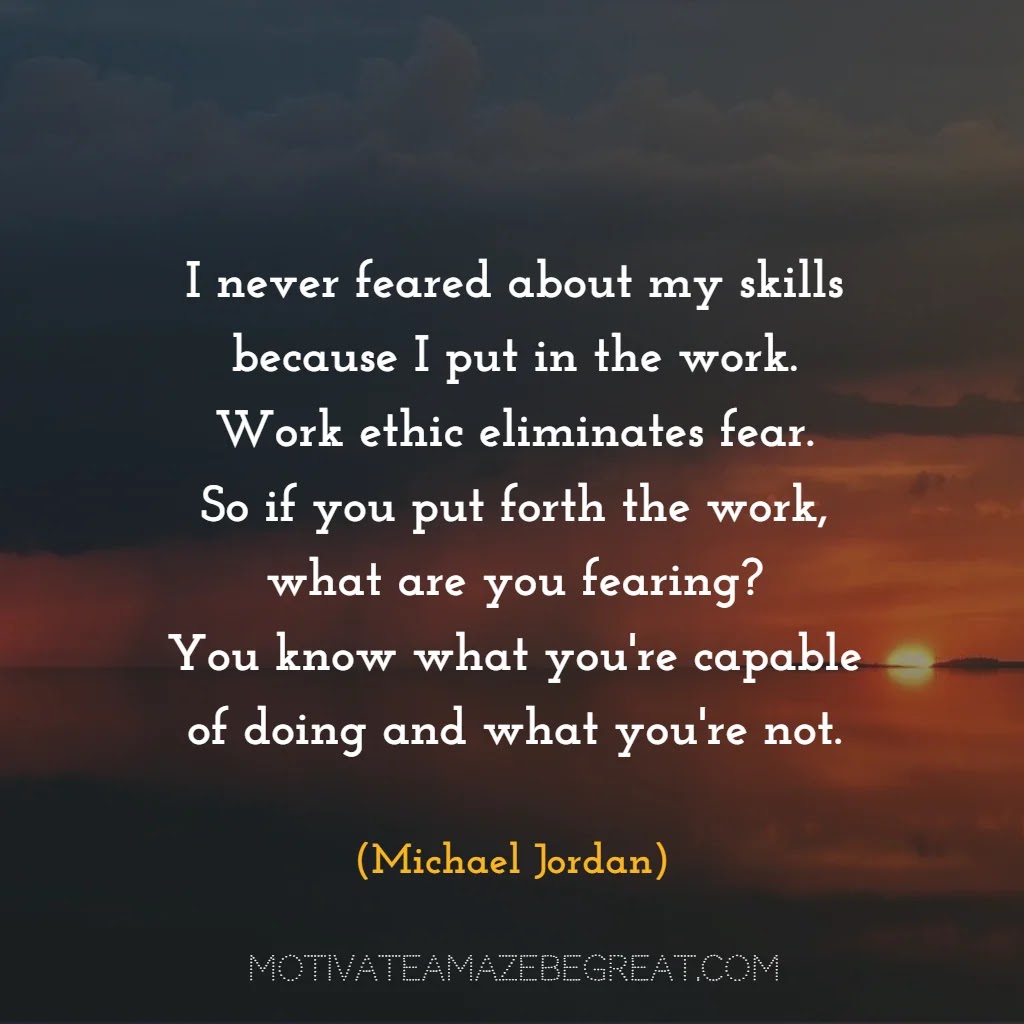 I never feared about my skills
because I put in the work.
Work ethic eliminates fear.
So if you put forth the work,
what are you fearing?
You know what you're capable
of doing and what you're not.
(Michael Jordan)
MOTIVATEAMAZEBEGREAT.COM